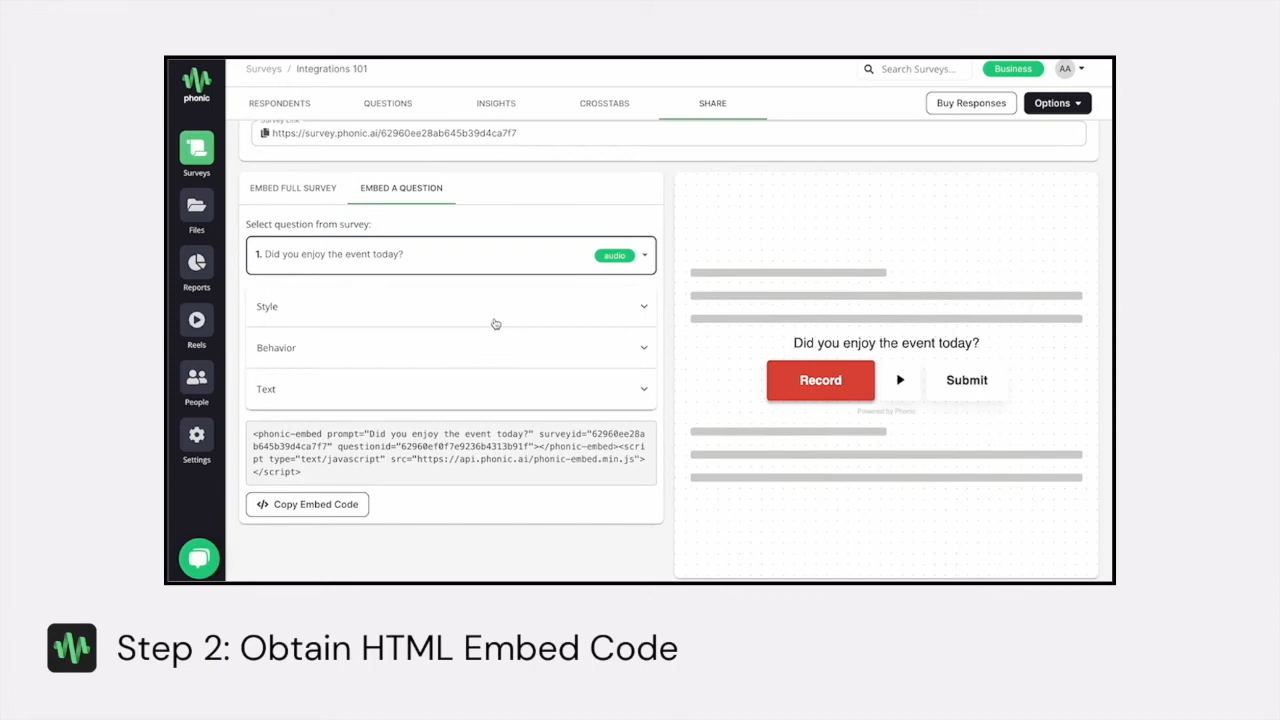 phonic
Surveys / Integrations 101
Search Surveys...
Business
AA
RESPONDENTS
QUESTIONS
INSIGHTS
CROSSTABS
SHARE
Buy Responses
Options
Survey Link
https://survey.phonic.ai/62960ee28ab645b39d4ca7f7
Surveys
Files
Reports
Reels
People
Settings
EMBED FULL SURVEY
EMBED A QUESTION
Select question from survey:
1. Did you enjoy the event today?
audio
Style
Behavior
Text
<phonic-embed prompt="Did you enjoy the event today?" surveyid="62960ee28a
b645b39d4ca7f7" questionid="62960ef0f7e9236b4313b91f"></phonic-embed><scri
pt type="text/javascript" src="https://api.phonic.ai/phonic-embed.min.js">
</script>
Copy Embed Code
Did you enjoy the event today?
Record
Submit
Powered by Phonic
Step 2: Obtain HTML Embed Code